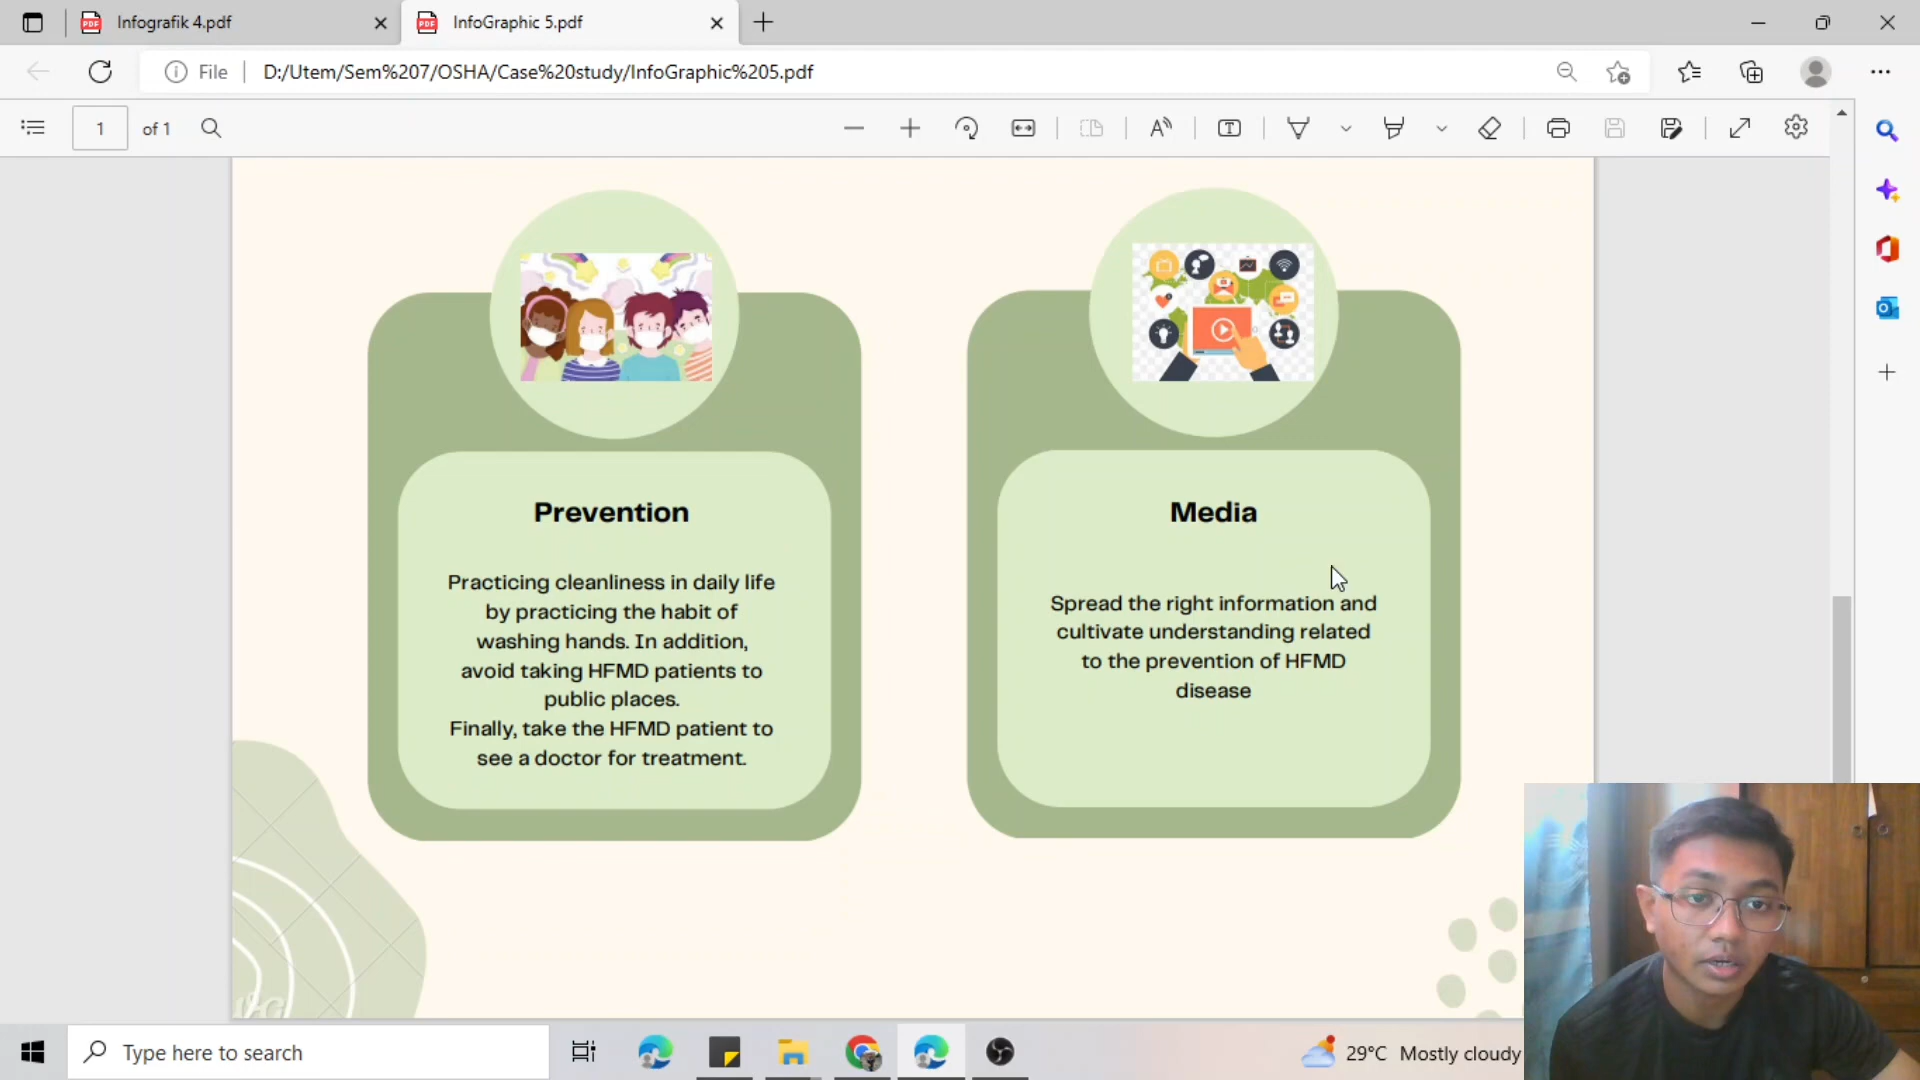 Infografik 4.pdf
InfoGraphic 5.pdf
File
D:/Utem/Sem%207/OSHA/Case%20study/InfoGraphic%205.pdf
1
of 1
Prevention
Practicing cleanliness in daily life
by practicing the habit of
washing hands. In addition,
avoid taking HFMD patients to
public places.
Finally, take the HFMD patient to
see a doctor for treatment.
Media
Spread the right information and
cultivate understanding related
to the prevention of HFMD
disease
Type here to search
29°C Mostly cloudy